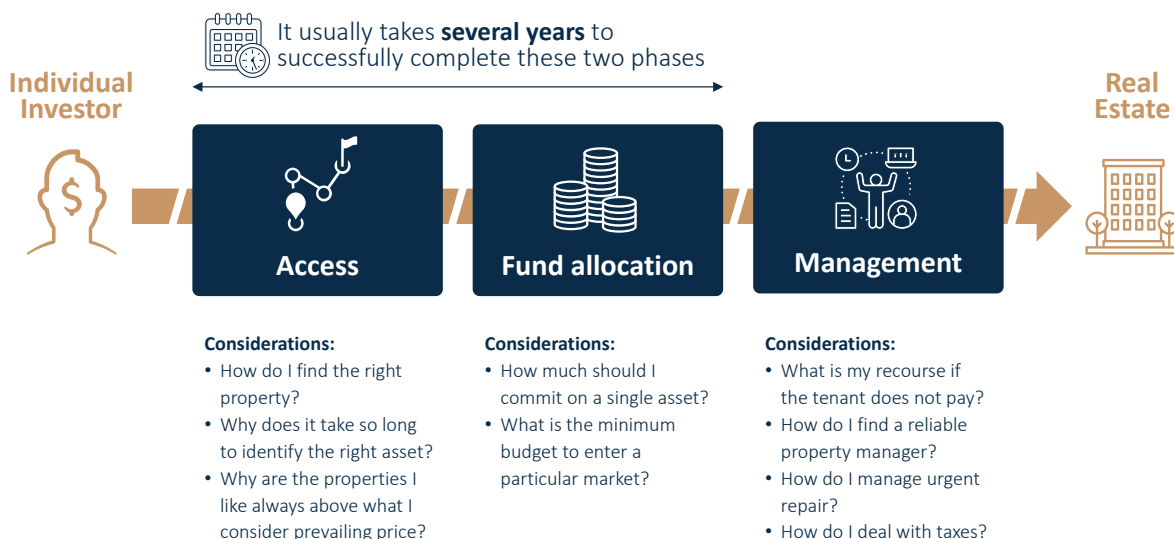 It usually takes several years to
successfully complete these two phases
Individual
Investor
Real
Estate
Access
Fund allocation
Management
Considerations:
• How do I find the right
property?
• Why does it take so long
to identify the right asset?
• Why are the properties I
like always above what I
consider prevailing price?
Considerations:
• How much should I
commit on a single asset?
• What is the minimum
budget to enter a
particular market?
Considerations:
• What is my recourse if
the tenant does not pay?
• How do I find a reliable
property manager?
• How do I manage urgent
repair?
• How do I deal with taxes?